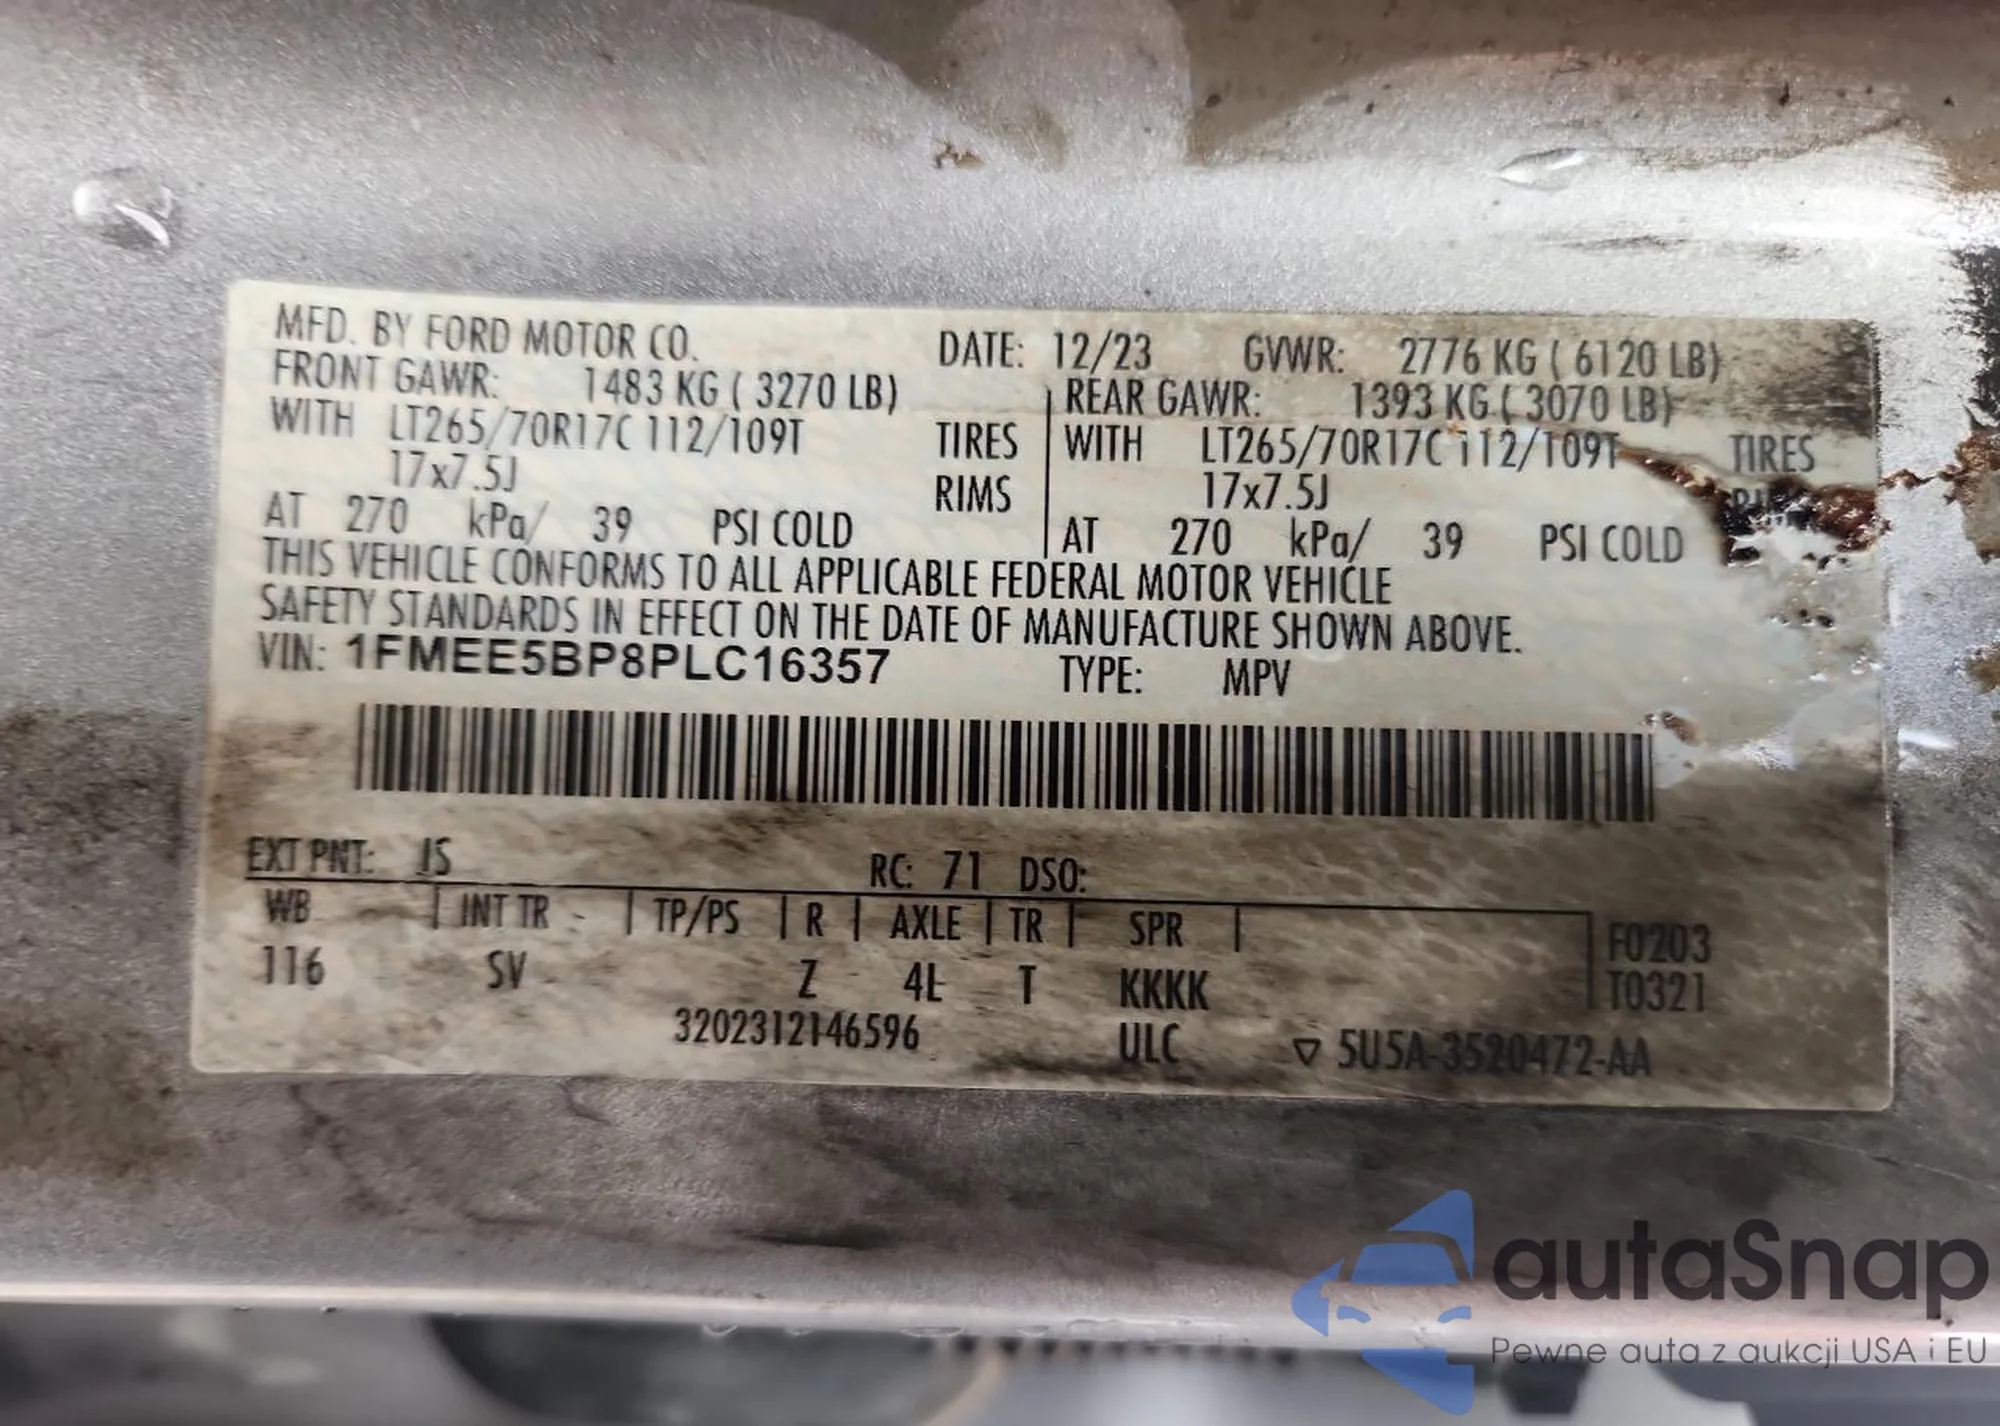 MFD. BY FORD MOTOR CO. DATE: 12/23 GVWR: 2776 KG ( 6120 LB)
FRONT GAWR: 1483 KG ( 3270 LB) REAR GAWR: 1393 KG ( 3070 LB)
WITH LT265/70R17C 112/109T TIRES WITH LT265/70R17C 112/109T TIRES
17x7.5J RIMS 17x7.5J
AT 270 kPa/ 39 PSI COLD AT 270 kPa/ 39 PSI COLD
THIS VEHICLE CONFORMS TO ALL APPLICABLE FEDERAL MOTOR VEHICLE
SAFETY STANDARDS IN EFFECT ON THE DATE OF MANUFACTURE SHOWN ABOVE.
VIN: 1FMEE5BP8PLC16357 TYPE: MPV
EXT PNT: JS RC: 71 DSO:
WB INT TR TP/PS R AXLE TR SPR F0203
116 SV Z 4L T KKKK T0321
3202312146596 ULC ▽ 5U5A-3520472-AA
autaSnap
Pewne auta z aukcji USA i EU